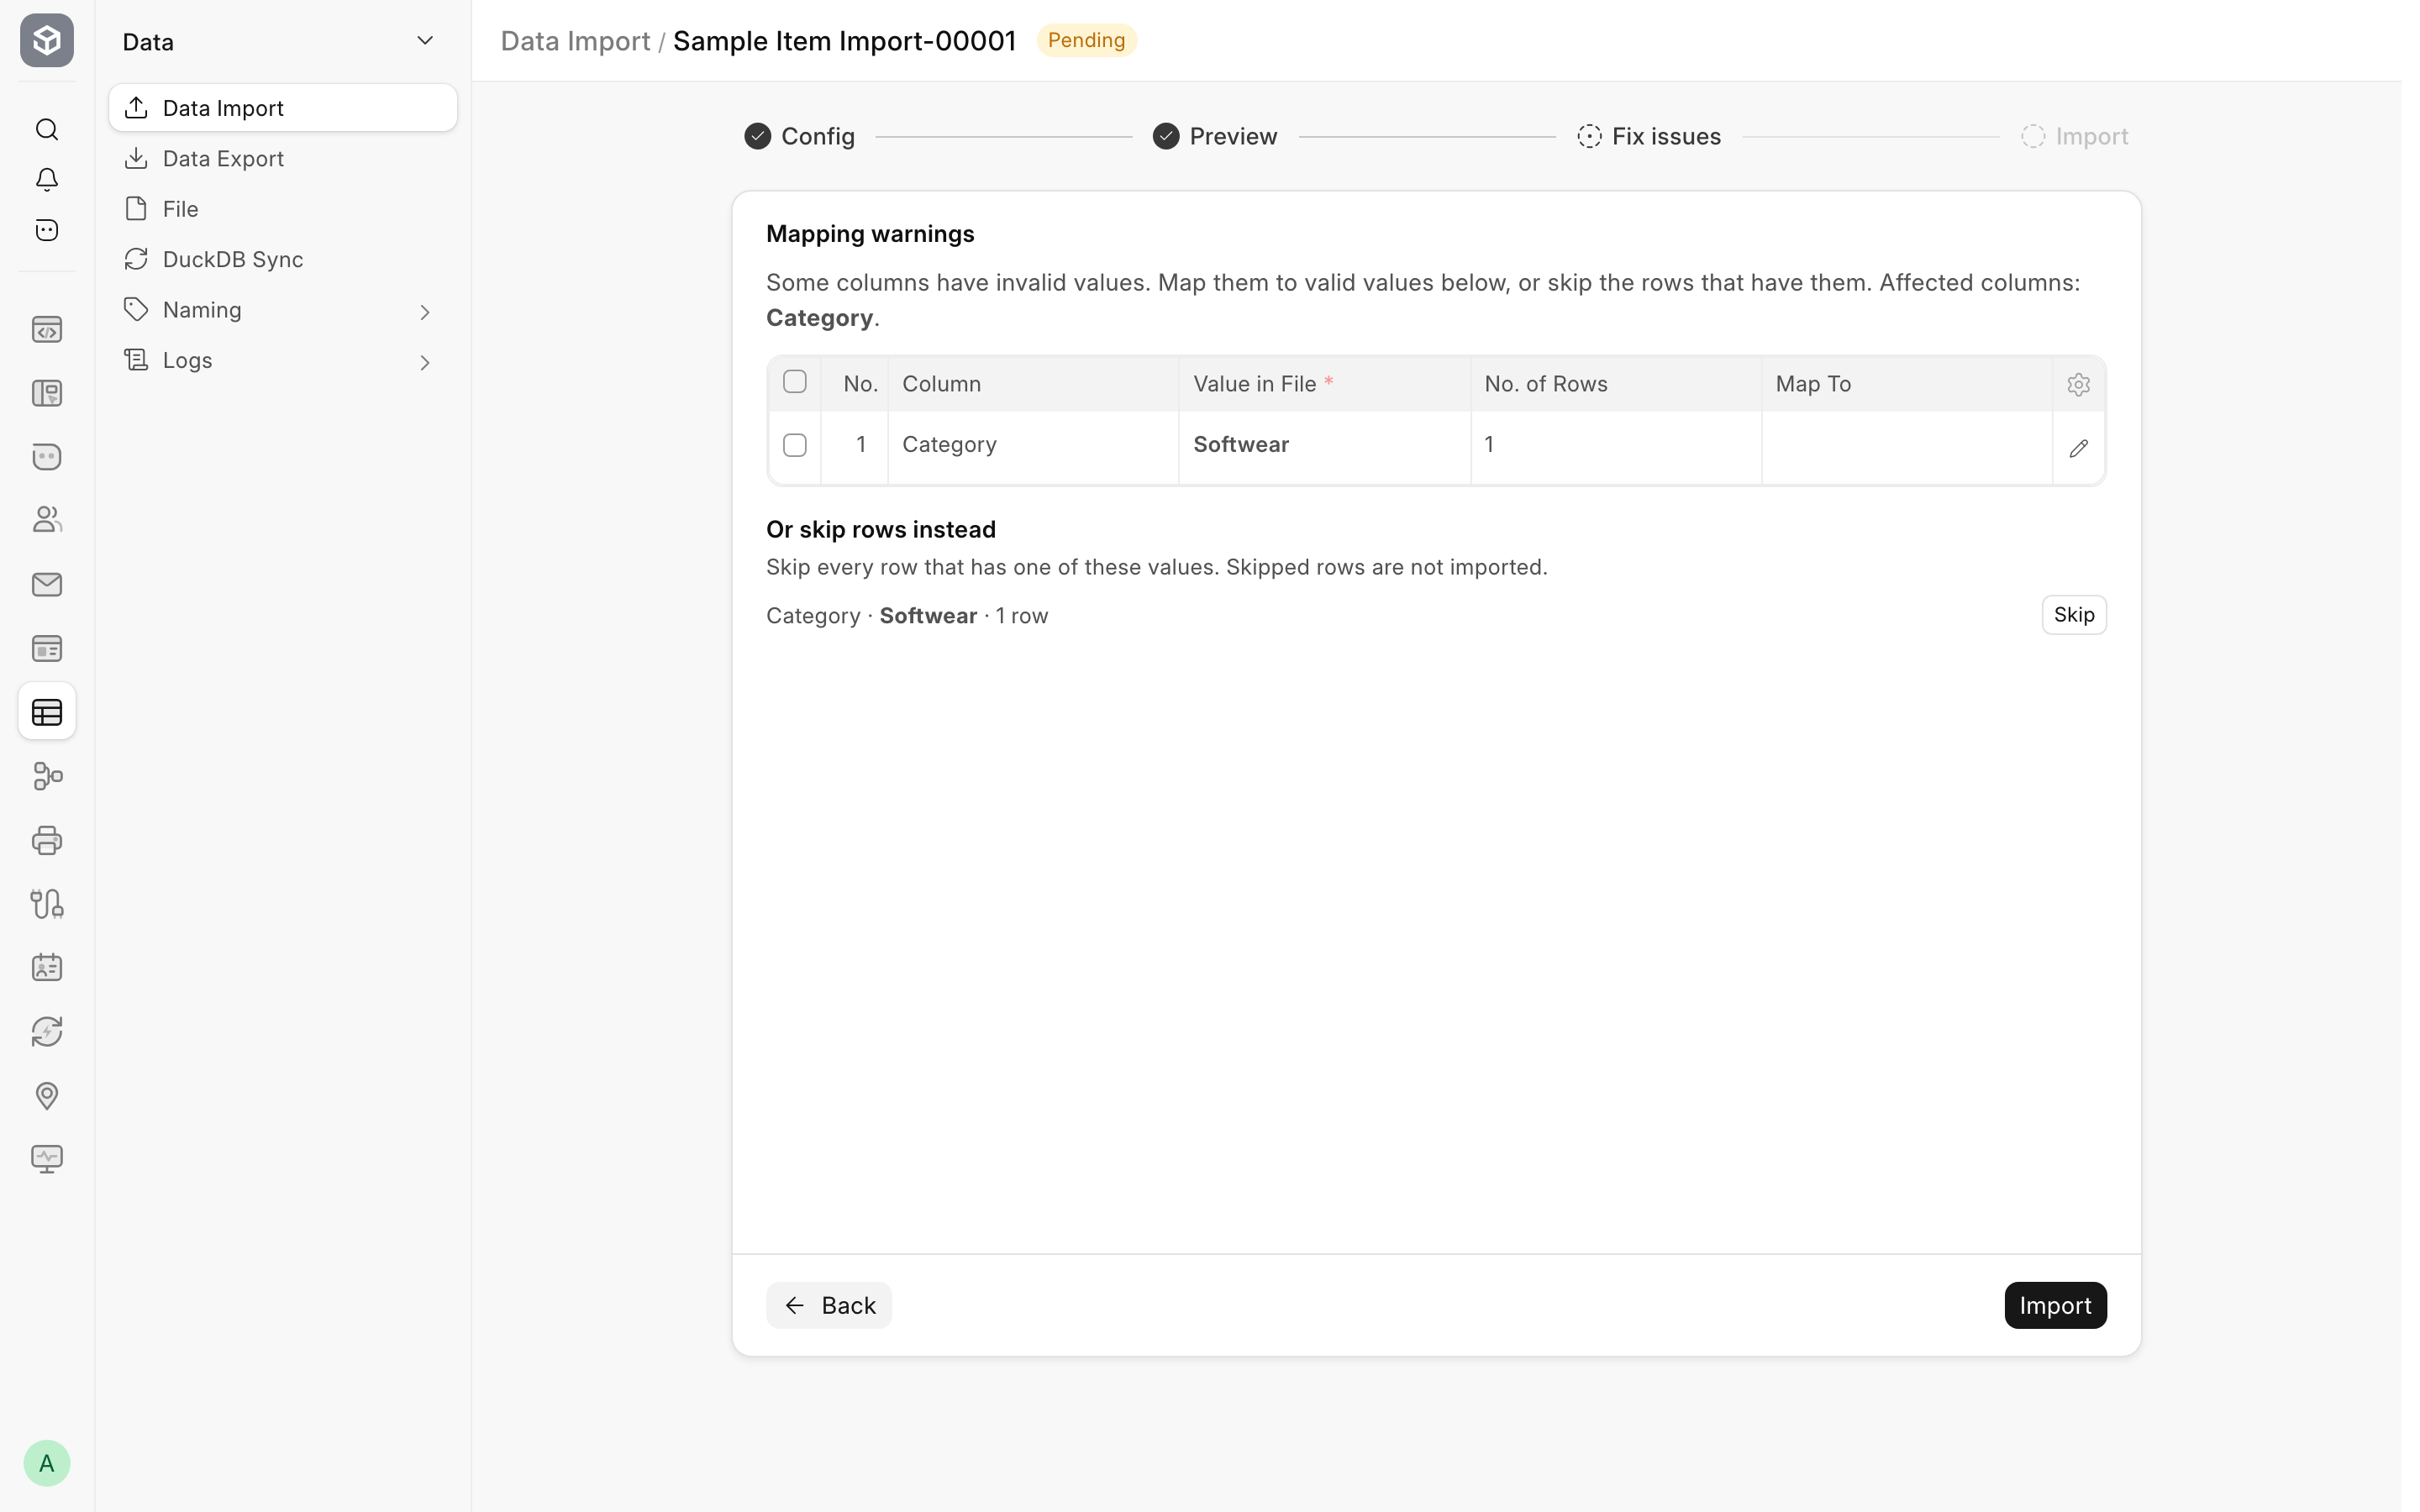 Data
Data Import
Data Export
File
DuckDB Sync
Naming
Logs
A
Data Import / Sample Item Import-00001 Pending
Config
Preview
Fix issues
Import
Mapping warnings
Some columns have invalid values. Map them to valid values below, or skip the rows that have them. Affected columns:
Category.
No. Column Value in File * No. of Rows Map To
1 Category Softwear 1
Or skip rows instead
Skip every row that has one of these values. Skipped rows are not imported.
Category · Softwear · 1 row
Skip
Back
Import